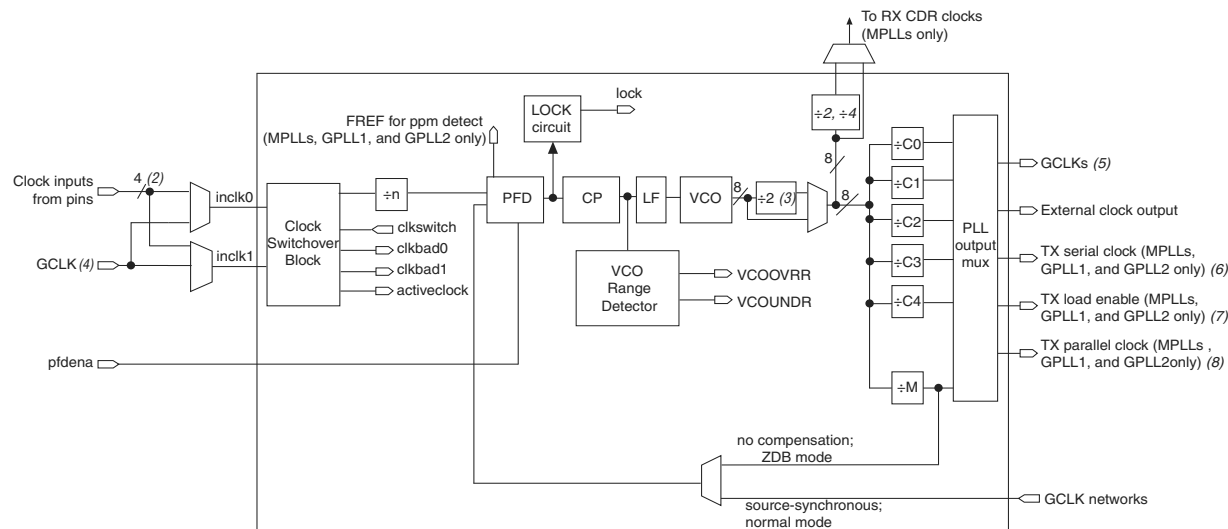 To RX CDR clocks
(MPLLs only)
lock
LOCK
circuit
÷2, ÷4
FREF for ppm detect
(MPLLs, GPLL1, and GPLL2 only)
÷C0
8
GCLKs (5)
4 (2)
Clock inputs
from pins
inclk0
÷n
PFD
CP
LF
VCO
8
÷2 (3)
8
÷C1
÷C2
External clock output
Clock
Switchover
Block
clkswitch
clkbad0
clkbad1
activeclock
GCLK (4)
inclk1
VCO
Range
Detector
VCOOVRR
VCOUNDR
÷C3
÷C4
PLL
output
mux
TX serial clock (MPLLs,
GPLL1, and GPLL2 only) (6)
TX load enable (MPLLs,
GPLL1, and GPLL2 only) (7)
TX parallel clock (MPLLs ,
GPLL1, and GPLL2only) (8)
pfdena
÷M
no compensation;
ZDB mode
source-synchronous;
normal mode
GCLK networks